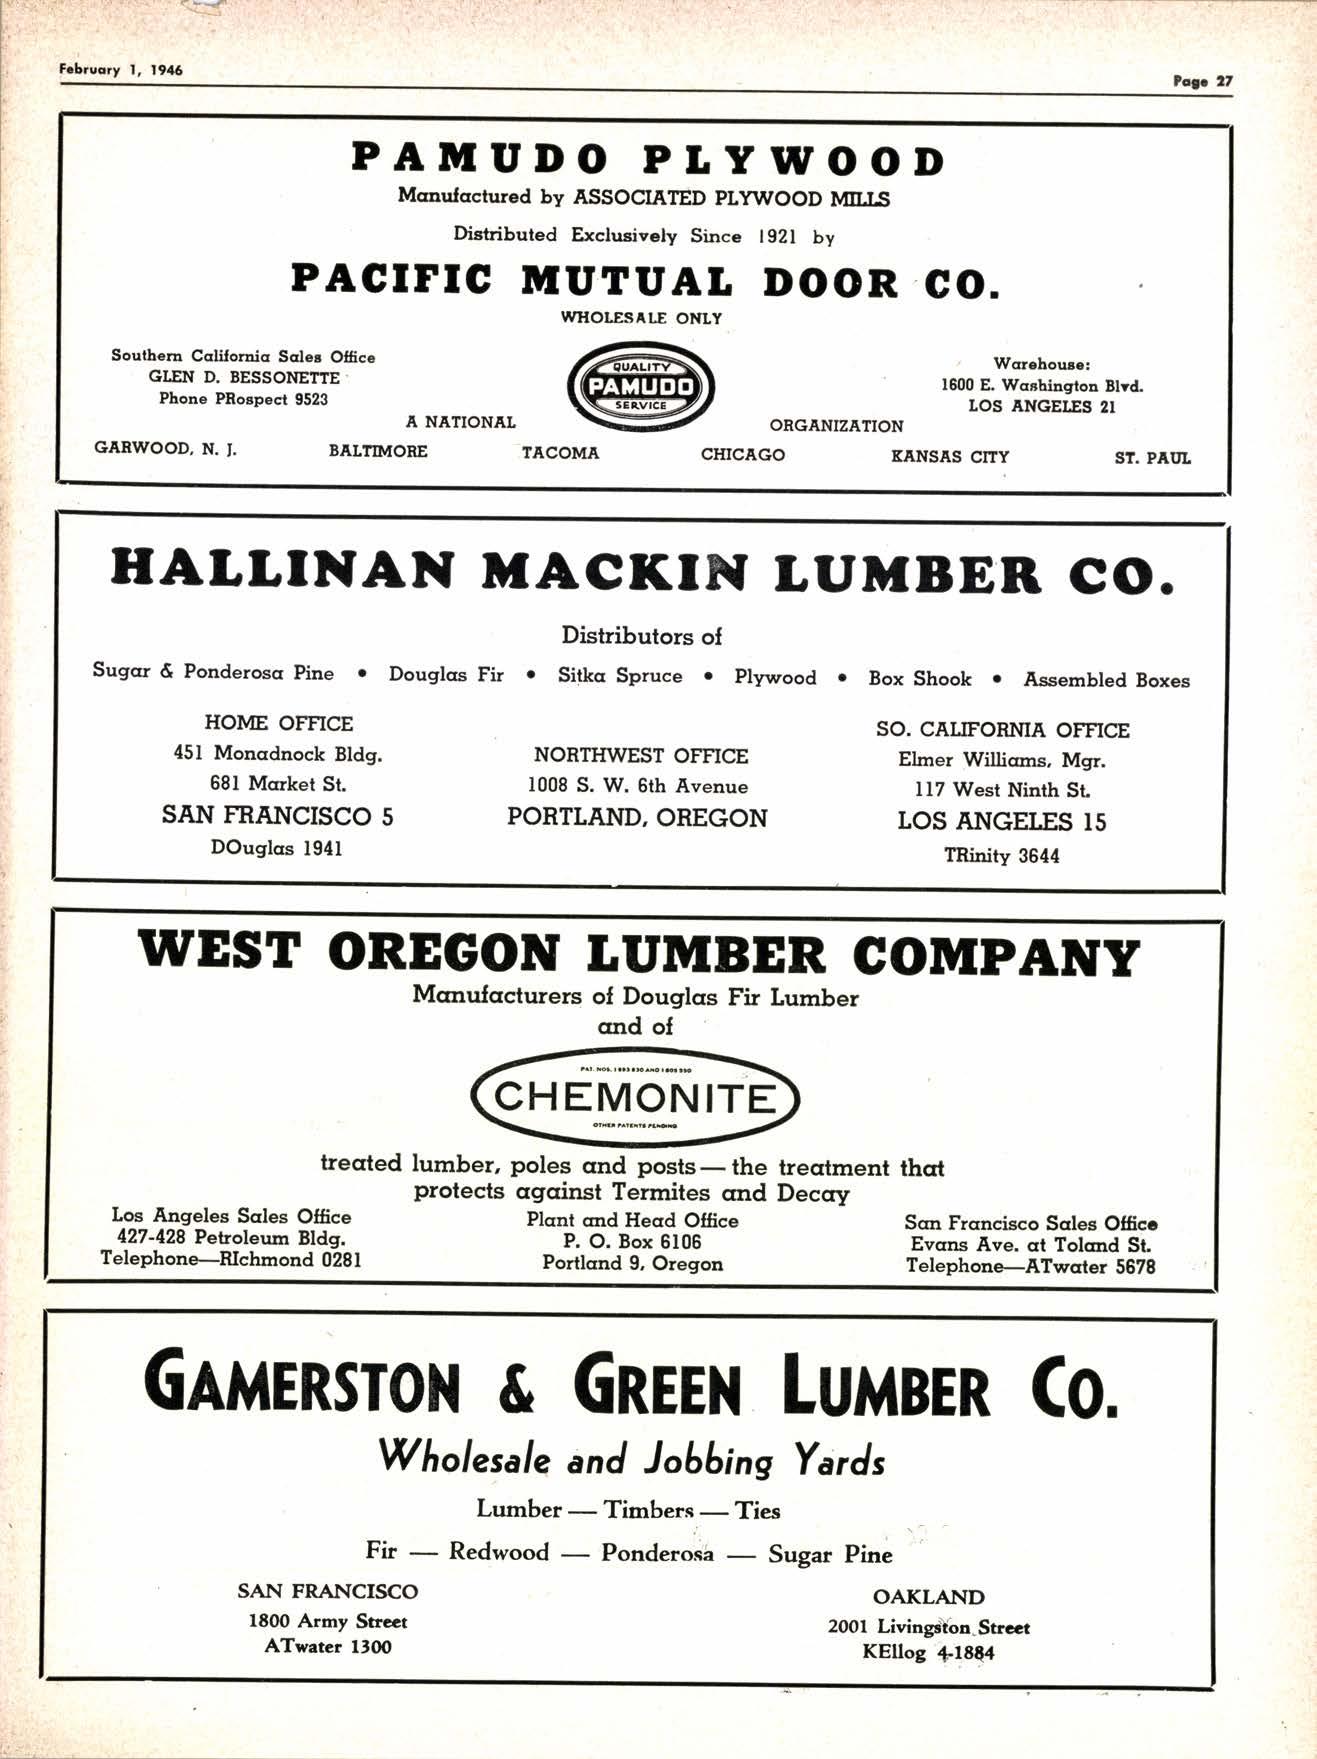 February 1, 1946
Page 27
PAMUDO PLYWOOD
Manufactured by ASSOCIATED PLYWOOD MILLS
Distributed Exclusively Since 1921 by
PACIFIC MUTUAL DOOR CO.
WHOLESALE ONLY
Southern California Sales Office
GLEN D. BESSONETTE
Phone PRospect 9523
QUALITY
PAMUDO
SERVICE
Warehouse:
1600 E. Washington Blvd.
LOS ANGELES 21
A NATIONAL ORGANIZATION
GARWOOD, N. J. BALTIMORE TACOMA CHICAGO KANSAS CITY ST. PAUL
HALLINAN MACKIN LUMBER CO.
Distributors of
Sugar & Ponderosa Pine • Douglas Fir • Sitka Spruce • Plywood • Box Shook • Assembled Boxes
HOME OFFICE
451 Monadnock Bldg.
681 Market St.
SAN FRANCISCO 5
DOuglas 1941
NORTHWEST OFFICE
1008 S. W. 6th Avenue
PORTLAND, OREGON
SO. CALIFORNIA OFFICE
Elmer Williams, Mgr.
117 West Ninth St.
LOS ANGELES 15
TRinity 3644
WEST OREGON LUMBER COMPANY
Manufacturers of Douglas Fir Lumber
and of
PAT. NOS. AND
CHEMONITE
OTHER PATENTS PENDING
treated lumber, poles and posts—the treatment that
protects against Termites and Decay
Los Angeles Sales Office
427-428 Petroleum Bldg.
Telephone—RIchmond 0281
Plant and Head Office
P. O. Box 6106
Portland 9, Oregon
San Francisco Sales Office
Evans Ave. at Toland St.
Telephone—ATwater 5678
GAMERSTON & GREEN LUMBER CO.
Wholesale and Jobbing Yards
Lumber — Timbers — Ties
Fir — Redwood — Ponderosa — Sugar Pine
SAN FRANCISCO
1800 Army Street
ATwater 1300
OAKLAND
2001 Livingston Street
KEllog 4-1884